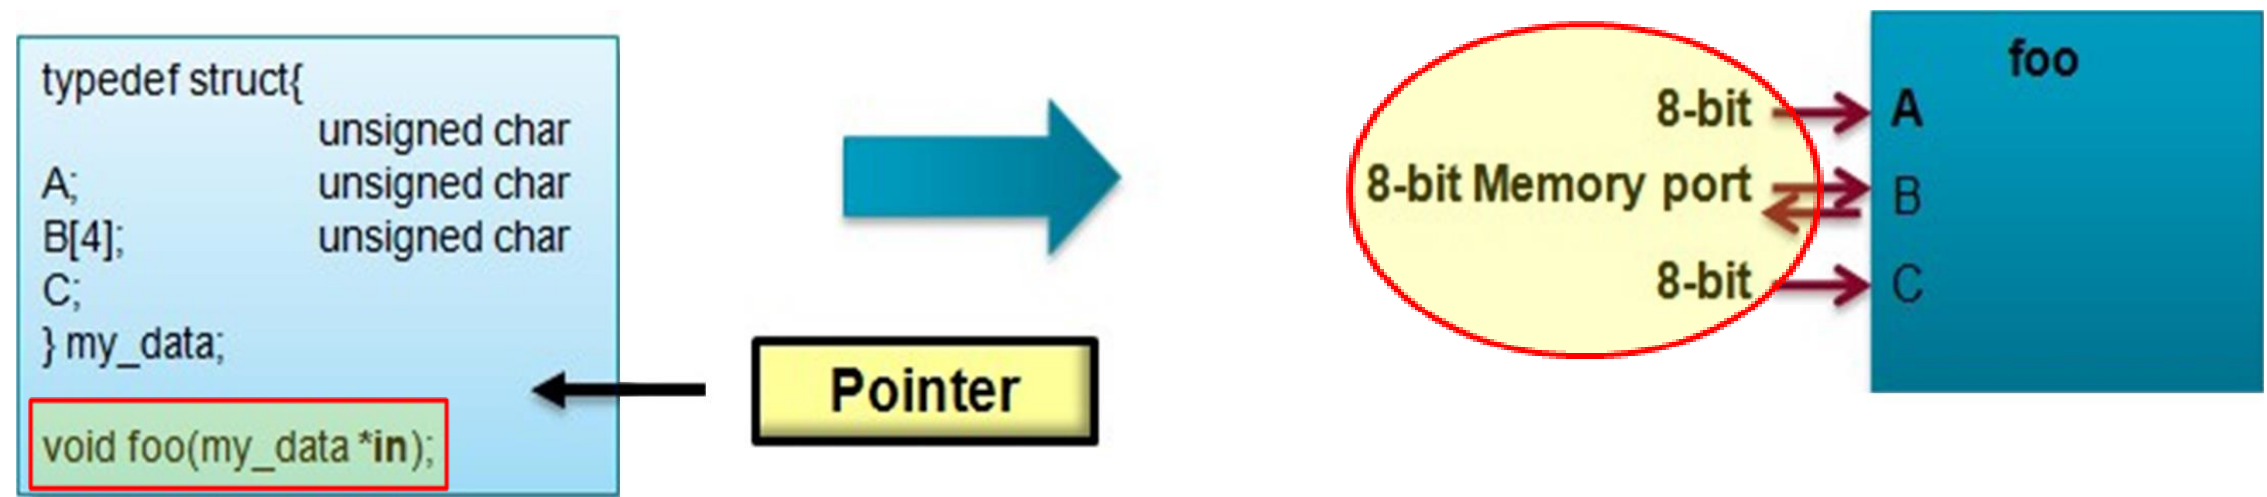 typedef struct{
unsigned char
A; unsigned char
B[4]; unsigned char
C;
} my_data;
void foo(my_data *in);
Pointer
8-bit
8-bit Memory port
8-bit
foo
A
B
C